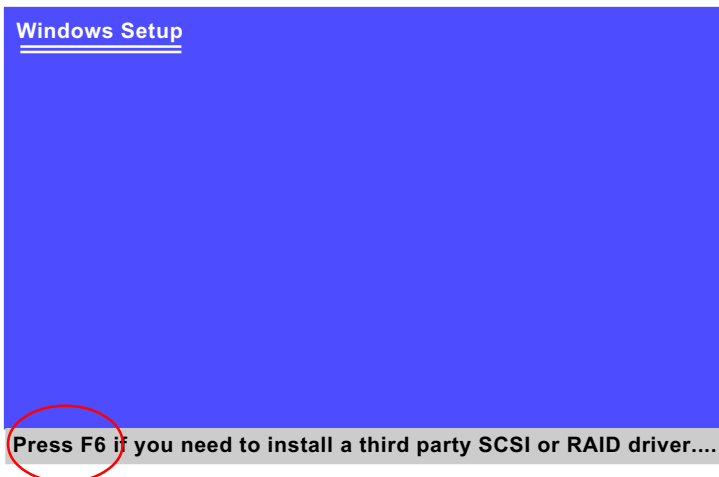 Windows Setup
Press F6 if you need to install a third party SCSI or RAID driver....